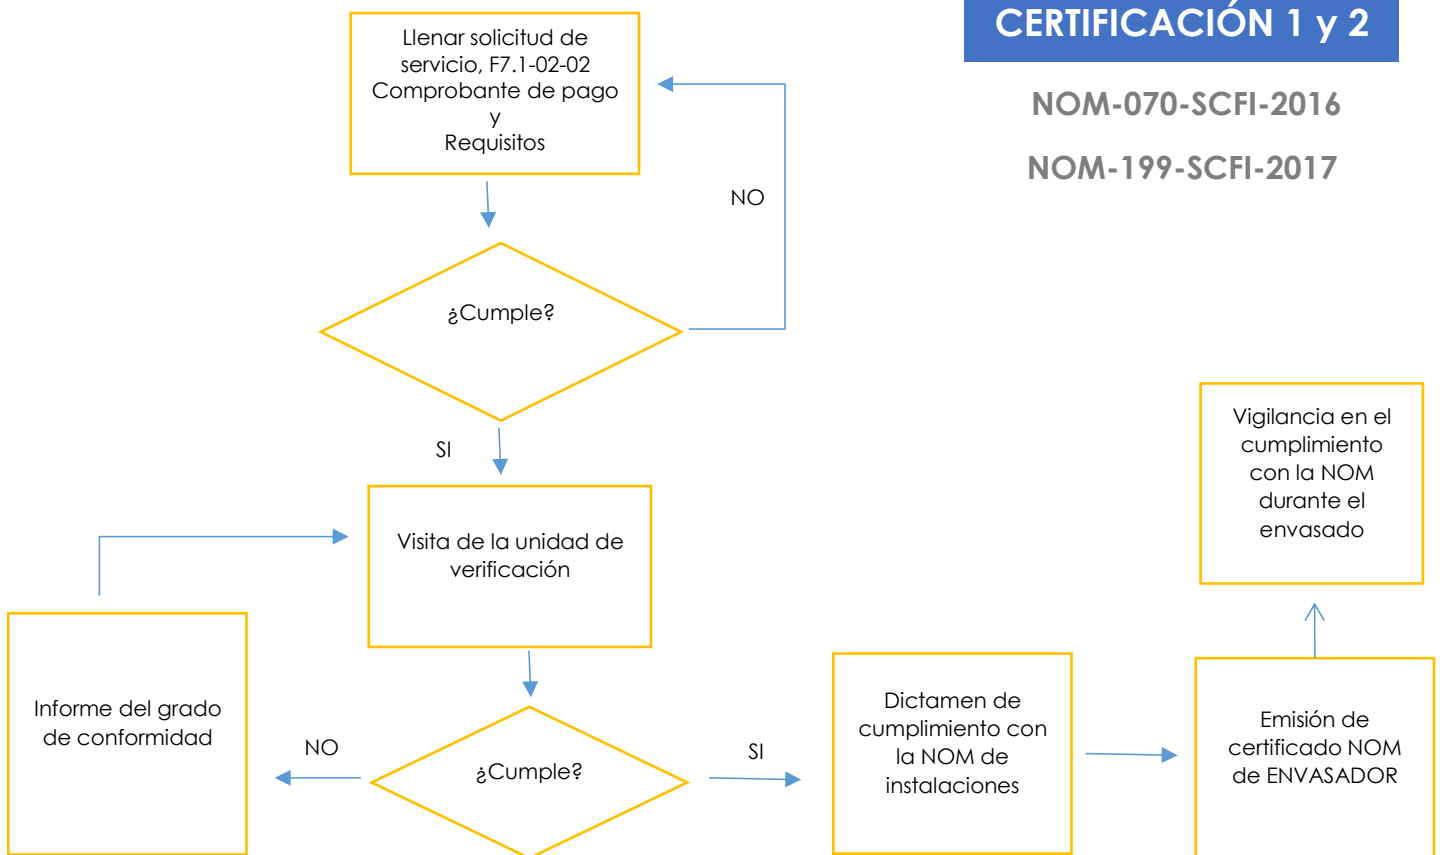 CERTIFICACIÓN 1 y 2
NOM-070-SCFI-2016
NOM-199-SCFI-2017
Llenar solicitud de
servicio, F7.1-02-02
Comprobante de pago
y
Requisitos
NO
¿Cumple?
SI
Visita de la unidad de
verificación
Informe del grado
de conformidad
NO
¿Cumple?
SI
Dictamen de
cumplimiento con
la NOM de
instalaciones
Emisión de
certificado NOM
de ENVASADOR
Vigilancia en el
cumplimiento
con la NOM
durante el
envasado